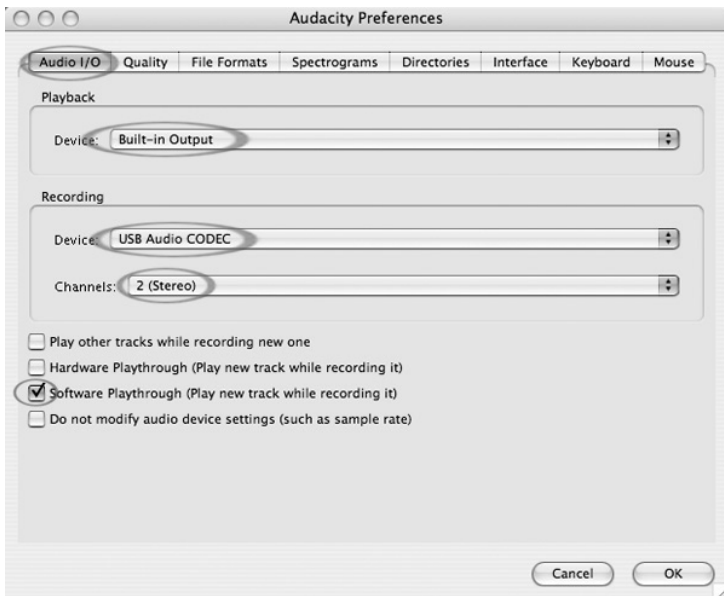 Audacity Preferences
Audio I/O Quality File Formats Spectrograms Directories Interface Keyboard Mouse
Playback
Device: Built-in Output
Recording
Device: USB Audio CODEC
Channels: 2 (Stereo)
Play other tracks while recording new one
Hardware Playthrough (Play new track while recording it)
Software Playthrough (Play new track while recording it)
Do not modify audio device settings (such as sample rate)
Cancel OK